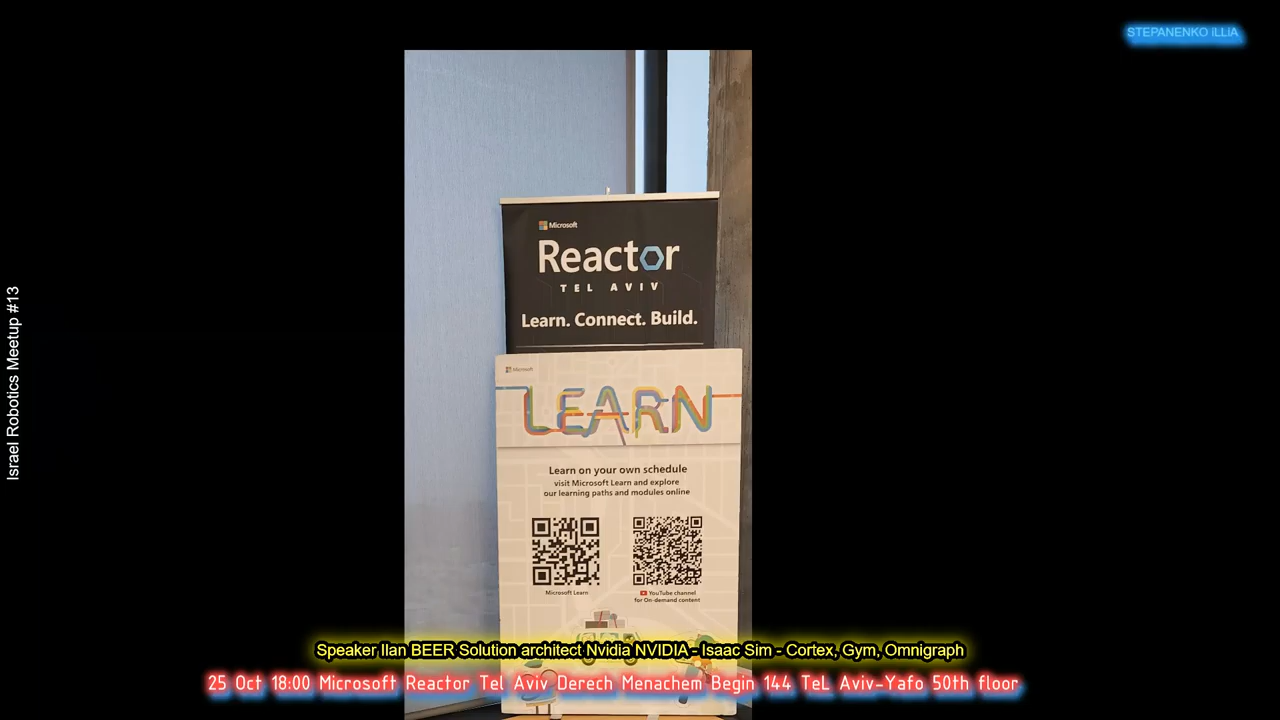 STEPANENKO iLLiA
Israel Robotics Meetup #13
Microsoft
Reactor
TEL AVIV
Learn. Connect. Build.
Microsoft
LEARN
Learn on your own schedule
visit Microsoft Learn and explore
our learning paths and modules online
Microsoft Learn
YouTube channel
for On-demand content
Speaker Ilan BEER Solution architect Nvidia NVIDIA - Isaac Sim - Cortex, Gym, Omnigraph
25 Oct 18:00 Microsoft Reactor Tel Aviv Derech Menachem Begin 144 TeL Aviv-Yafo 50th floor